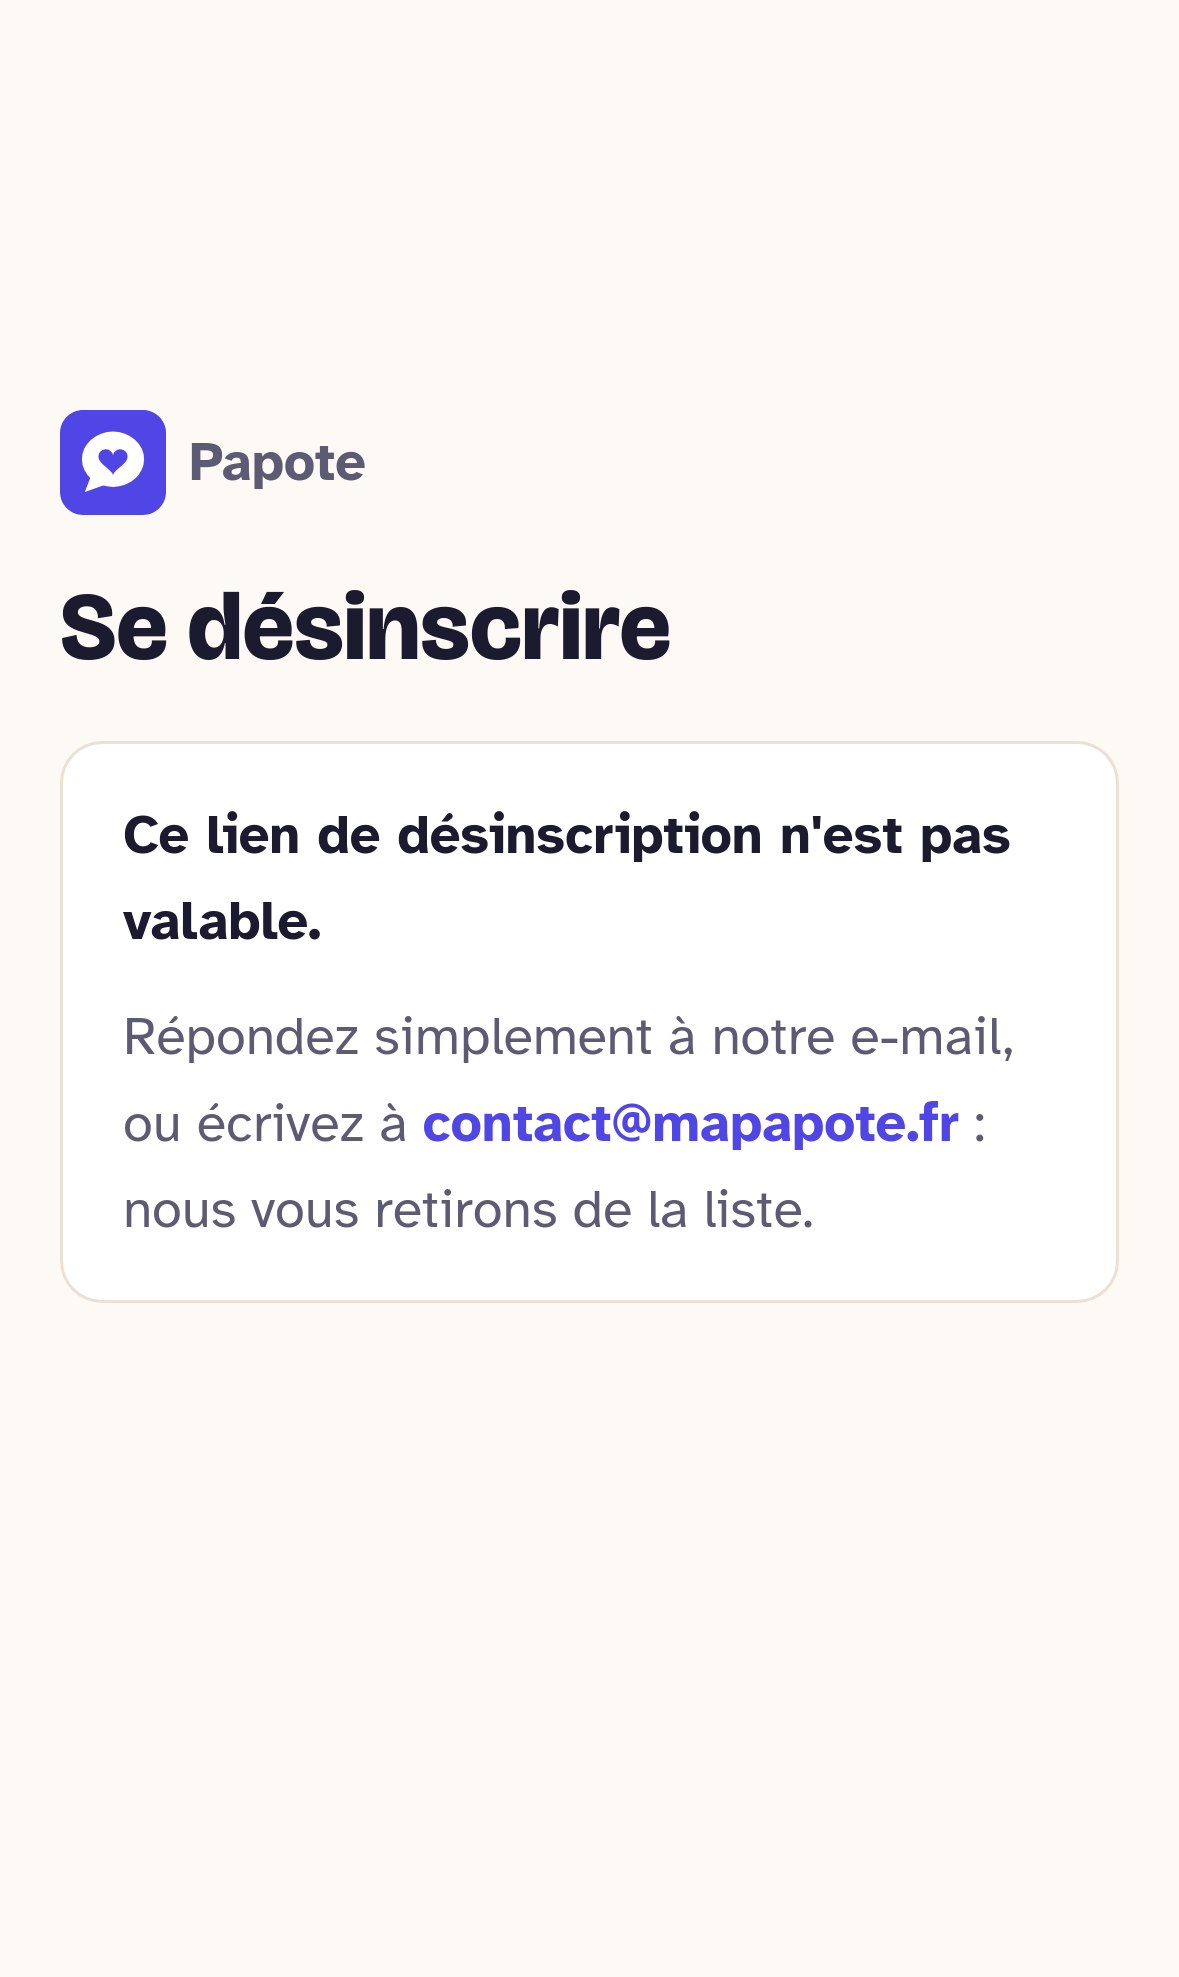 Papote
Se désinscrire
Ce lien de désinscription n'est pas
valable.
Répondez simplement à notre e-mail,
ou écrivez à contact@mapapote.fr :
nous vous retirons de la liste.